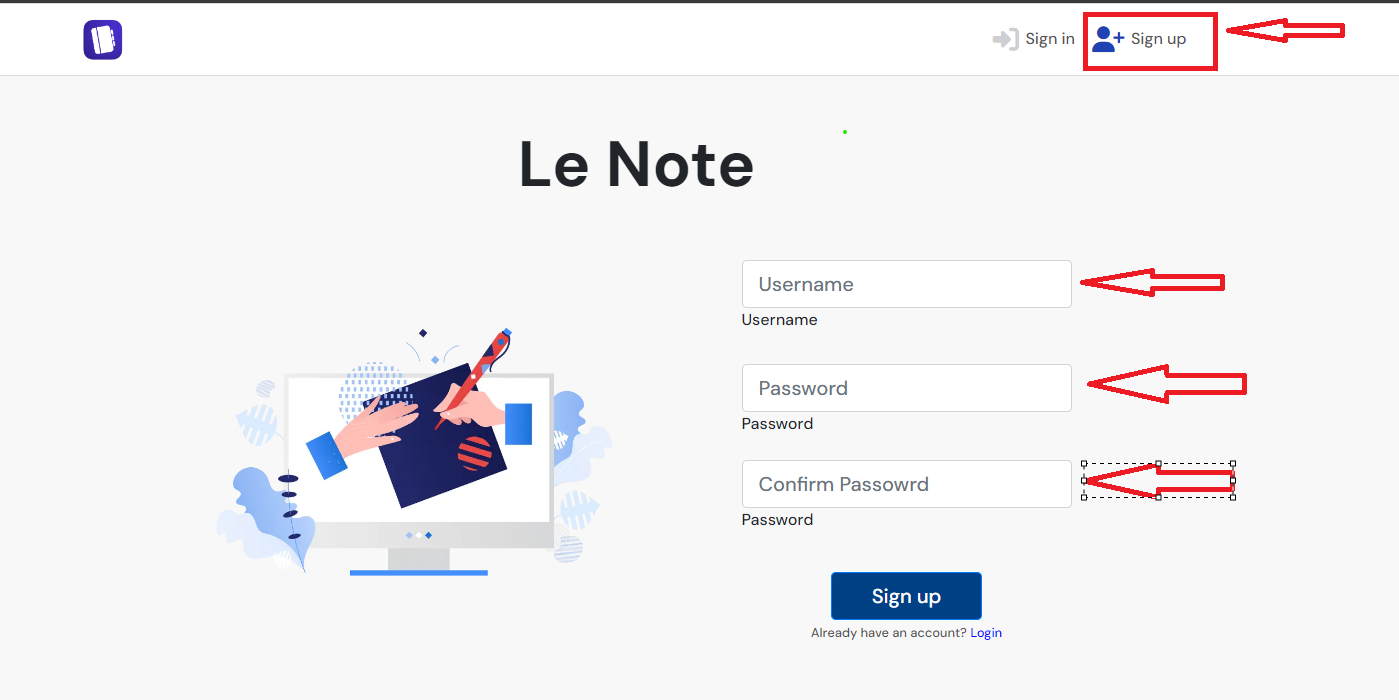 Sign in Sign up
Le Note
Username
Username
Password
Password
Confirm Passowrd
Password
Sign up
Already have an account? Login